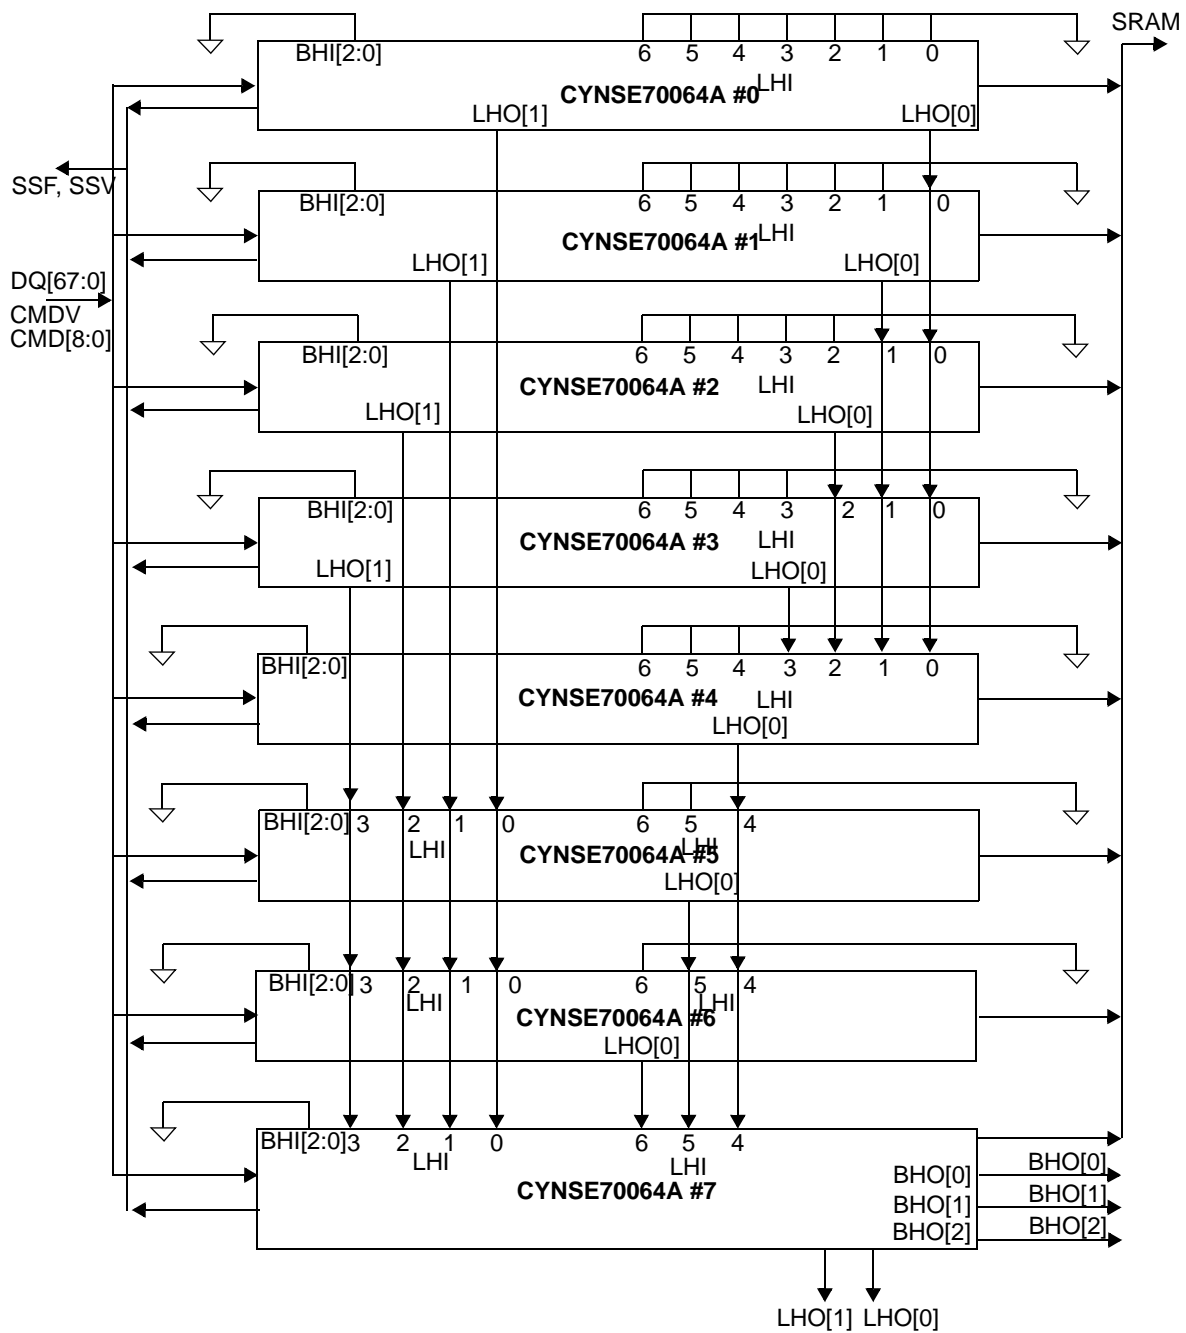 SRAM
BHI[2:0] 6 5 4 3 2 1 0
LHI
CYNSE70064A #0
LHO[1] LHO[0]
SSF, SSV
BHI[2:0] 6 5 4 3 2 1 0
LHI
CYNSE70064A #1
LHO[1] LHO[0]
DQ[67:0]
CMDV
CMD[8:0]
BHI[2:0] 6 5 4 3 2 1 0
CYNSE70064A #2 LHI
LHO[1] LHO[0]
BHI[2:0] 6 5 4 3 2 1 0
CYNSE70064A #3 LHI
LHO[1] LHO[0]
BHI[2:0] 6 5 4 3 2 1 0
CYNSE70064A #4 LHI
LHO[0]
BHI[2:0] 3 2 1 0 6 5 4
LHI CYNSE70064A #5 LHI
LHO[0]
BHI[2:0] 3 2 1 0 6 5 4
LHI LHI
CYNSE70064A #6
LHO[0]
BHI[2:0] 3 2 1 0 6 5 4
LHI LHI
CYNSE70064A #7
BHO[0] BHO[0]
BHO[1] BHO[1]
BHO[2] BHO[2]
LHO[1] LHO[0]